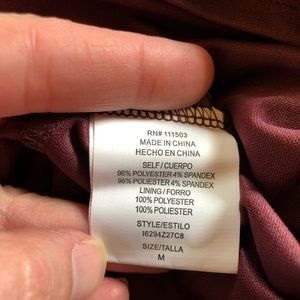 RN# 111503
MADE IN CHINA
HECHO EN CHINA
SELF/CUERPO
96% POLYESTER 4% SPANDEX
96% POLIESTER 4% SPANDEX
LINING/FORRO
100% POLYESTER
100% POLIESTER
STYLE/ESTILO
I6294Z27C8
SIZE/TALLA
M